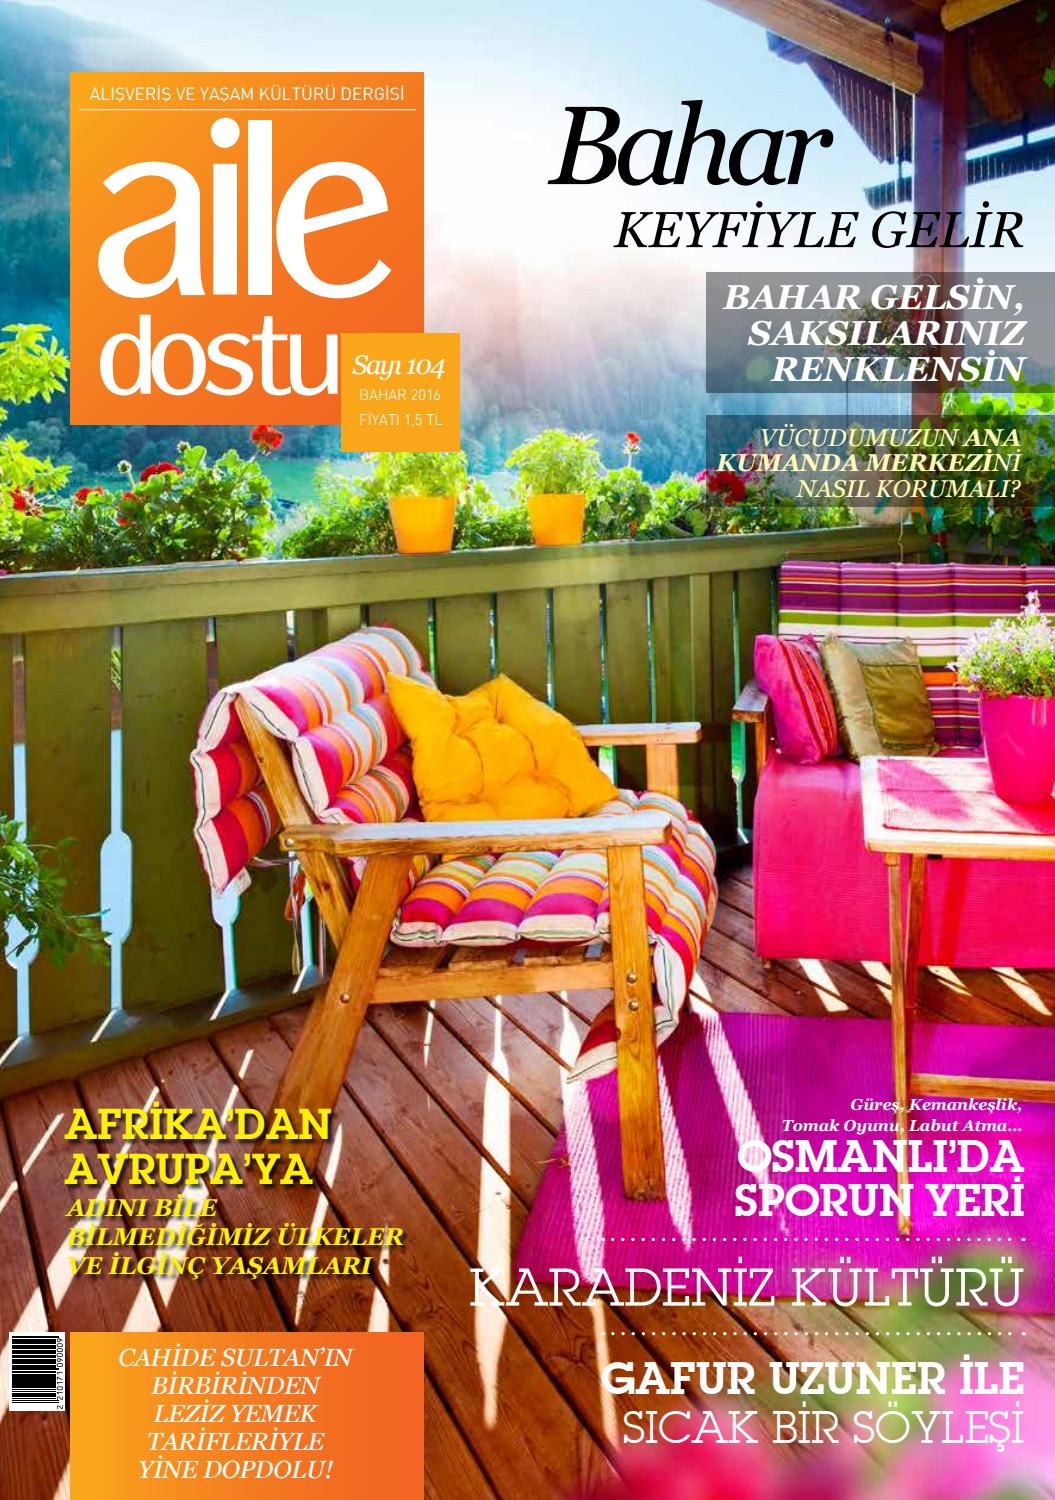 ALIŞVERİŞ VE YAŞAM KÜLTÜRÜ DERGİSİ
aile
dostu
Sayı 104
BAHAR 2016
FİYATI 1,5 TL
Bahar
KEYFİYLE GELİR
BAHAR GELSİN,
SAKSILARINIZ
RENKLENSİN
VÜCUDUMUZUN ANA
KUMANDA MERKEZİNİ
NASIL KORUMALI?
AFRİKA’DAN
AVRUPA’YA
ADINI BİLE
BİLMEDİĞİMİZ ÜLKELER
VE İLGİNÇ YAŞAMLARI
Güreş, Kemankeşlik,
Tomak Oyunu, Labut Atma...
OSMANLI’DA
SPORUN YERİ
KARADENİZ KÜLTÜRÜ
GAFUR UZUNER İLE
SICAK BİR SÖYLEŞİ
CAHİDE SULTAN’IN
BİRBİRİNDEN
LEZİZ YEMEK
TARİFLERİYLE
YİNE DOPDOLU!
2 210171 090009